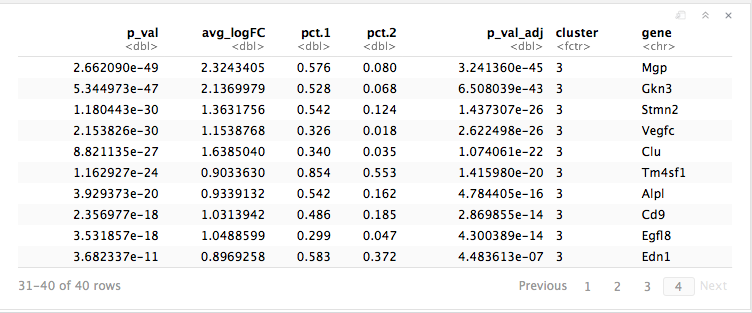 p_val avg_logFC pct.1 pct.2 p_val_adj cluster gene
<dbl> <dbl> <dbl> <dbl> <dbl> <fctr> <chr>
2.662090e-49 2.3243405 0.576 0.080 3.241360e-45 3 Mgp
5.344973e-47 2.1369979 0.528 0.068 6.508039e-43 3 Gkn3
1.180443e-30 1.3631756 0.542 0.124 1.437307e-26 3 Stmn2
2.153826e-30 1.1538768 0.326 0.018 2.622498e-26 3 Vegfc
8.821135e-27 1.6385040 0.340 0.035 1.074061e-22 3 Clu
1.162927e-24 0.9033630 0.854 0.553 1.415980e-20 3 Tm4sf1
3.929373e-20 0.9339132 0.542 0.162 4.784405e-16 3 Alpl
2.356977e-18 1.0313942 0.486 0.185 2.869855e-14 3 Cd9
3.531857e-18 1.0488599 0.299 0.047 4.300389e-14 3 Egfl8
3.682337e-11 0.8969258 0.583 0.372 4.483613e-07 3 Edn1
31-40 of 40 rows Previous 1 2 3 4 Next